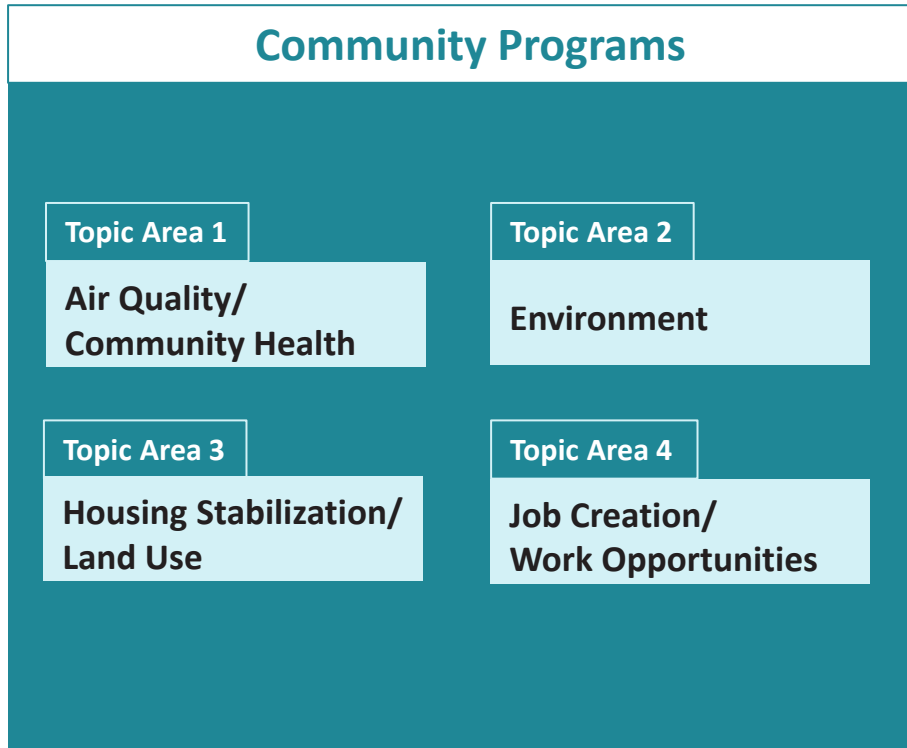 Community Programs
Topic Area 1
Air Quality/
Community Health
Topic Area 2
Environment
Topic Area 3
Housing Stabilization/
Land Use
Topic Area 4
Job Creation/
Work Opportunities